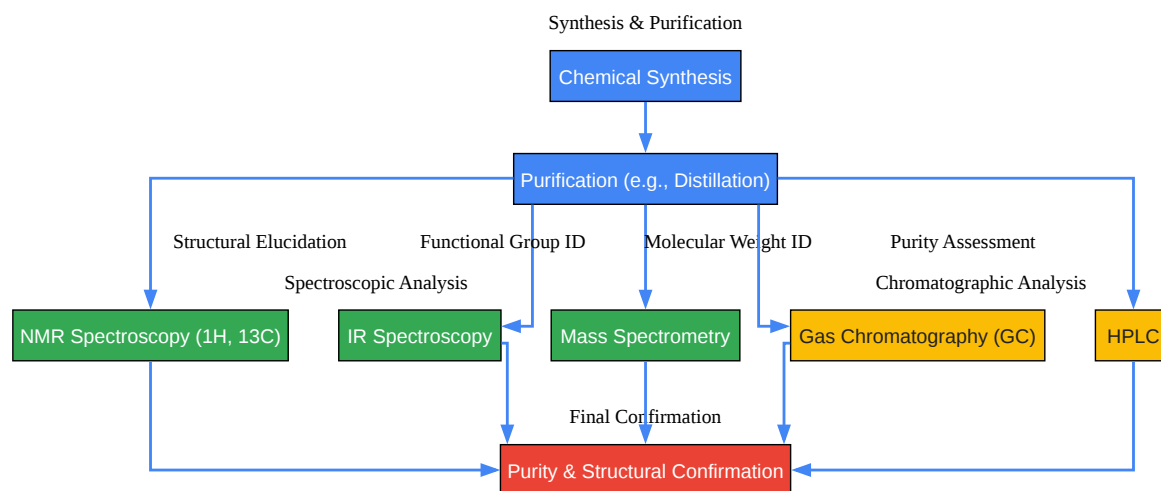 Synthesis & Purification
Chemical Synthesis
Purification (e.g., Distillation)
Structural Elucidation
Functional Group ID
Molecular Weight ID
Purity Assessment
Spectroscopic Analysis
Chromatographic Analysis
NMR Spectroscopy (1H, 13C)
IR Spectroscopy
Mass Spectrometry
Gas Chromatography (GC)
HPLC
Final Confirmation
Purity & Structural Confirmation